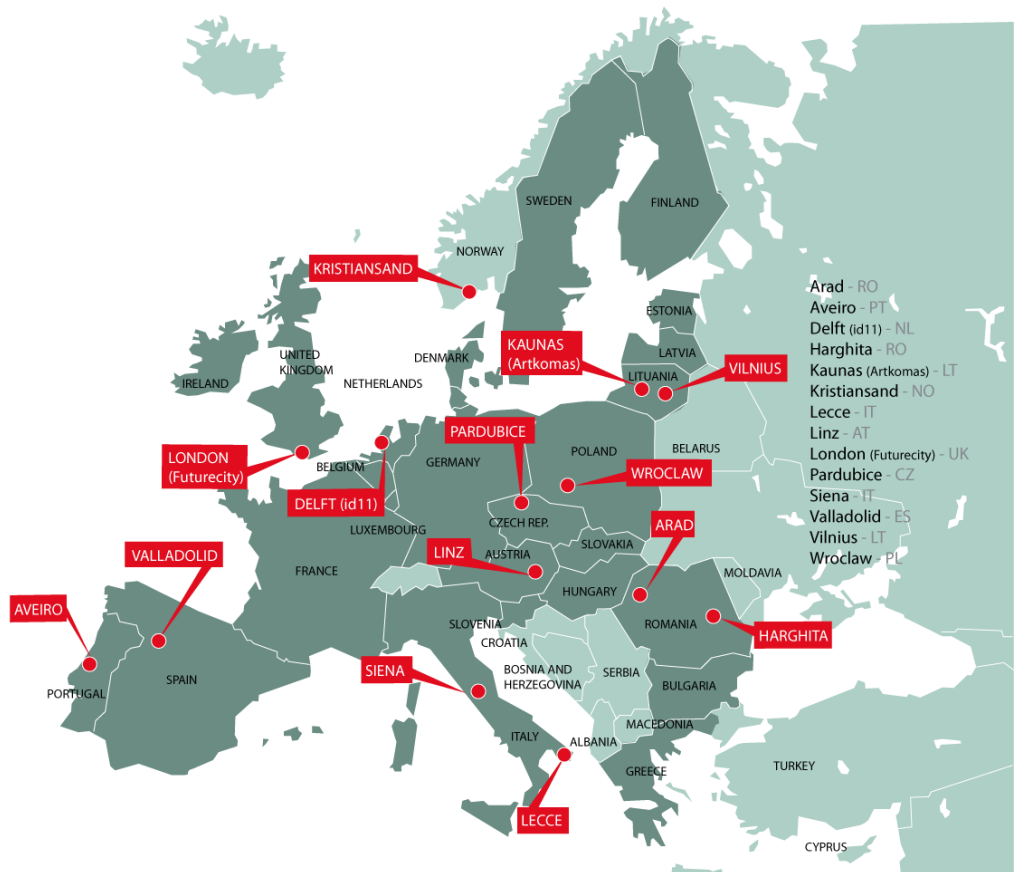 SWEDEN
FINLAND
NORWAY
KRISTIANSAND
Arad - RO
Aveiro - PT
Delft (id11) - NL
Harghita - RO
Kaunas (Artkomas) - LT
Kristiansand - NO
Lecce - IT
Linz - AT
London (Futurecity) - UK
Pardubice - CZ
Siena - IT
Valladolid - ES
Vilnius - LT
Wroclaw - PL
ESTONIA
KAUNAS
(Artkomas)
LATVIA
DENMARK
UNITED
KINGDOM
VILNIUS
LITUANIA
IRELAND
NETHERLANDS
PARDUBICE
BELARUS
POLAND
LONDON
(Futurecity)
BELGIUM
GERMANY
WROCLAW
DELFT (id11)
CZECH REP.
ARAD
LUXEMBOURG
SLOVAKIA
VALLADOLID
LINZ
AUSTRIA
FRANCE
MOLDAVIA
HUNGARY
AVEIRO
SLOVENIA
ROMANIA
HARGHITA
CROATIA
SIENA
BOSNIA AND
HERZEGOVINA
SERBIA
SPAIN
BULGARIA
PORTUGAL
MACEDONIA
ITALY
ALBANIA
TURKEY
GREECE
LECCE
CYPRUS